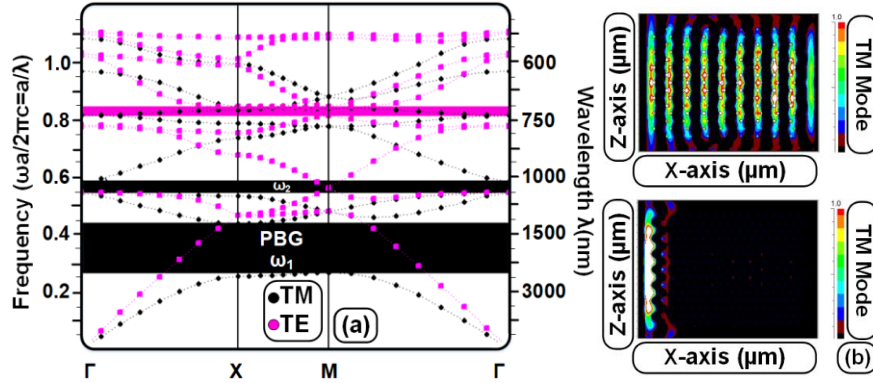 Frequency (ωa/2πc=a/λ)
1.0
0.8
0.6
0.4
0.2
ω₂
PBG
ω₁
TM
TE
(a)
Γ
X
M
Γ
600
750
1000
1500
3000
Wavelength λ(nm)
Z-axis (µm)
X-axis (µm)
1.0
TM Mode
Z-axis (µm)
X-axis (µm)
1.0
TM Mode
(b)